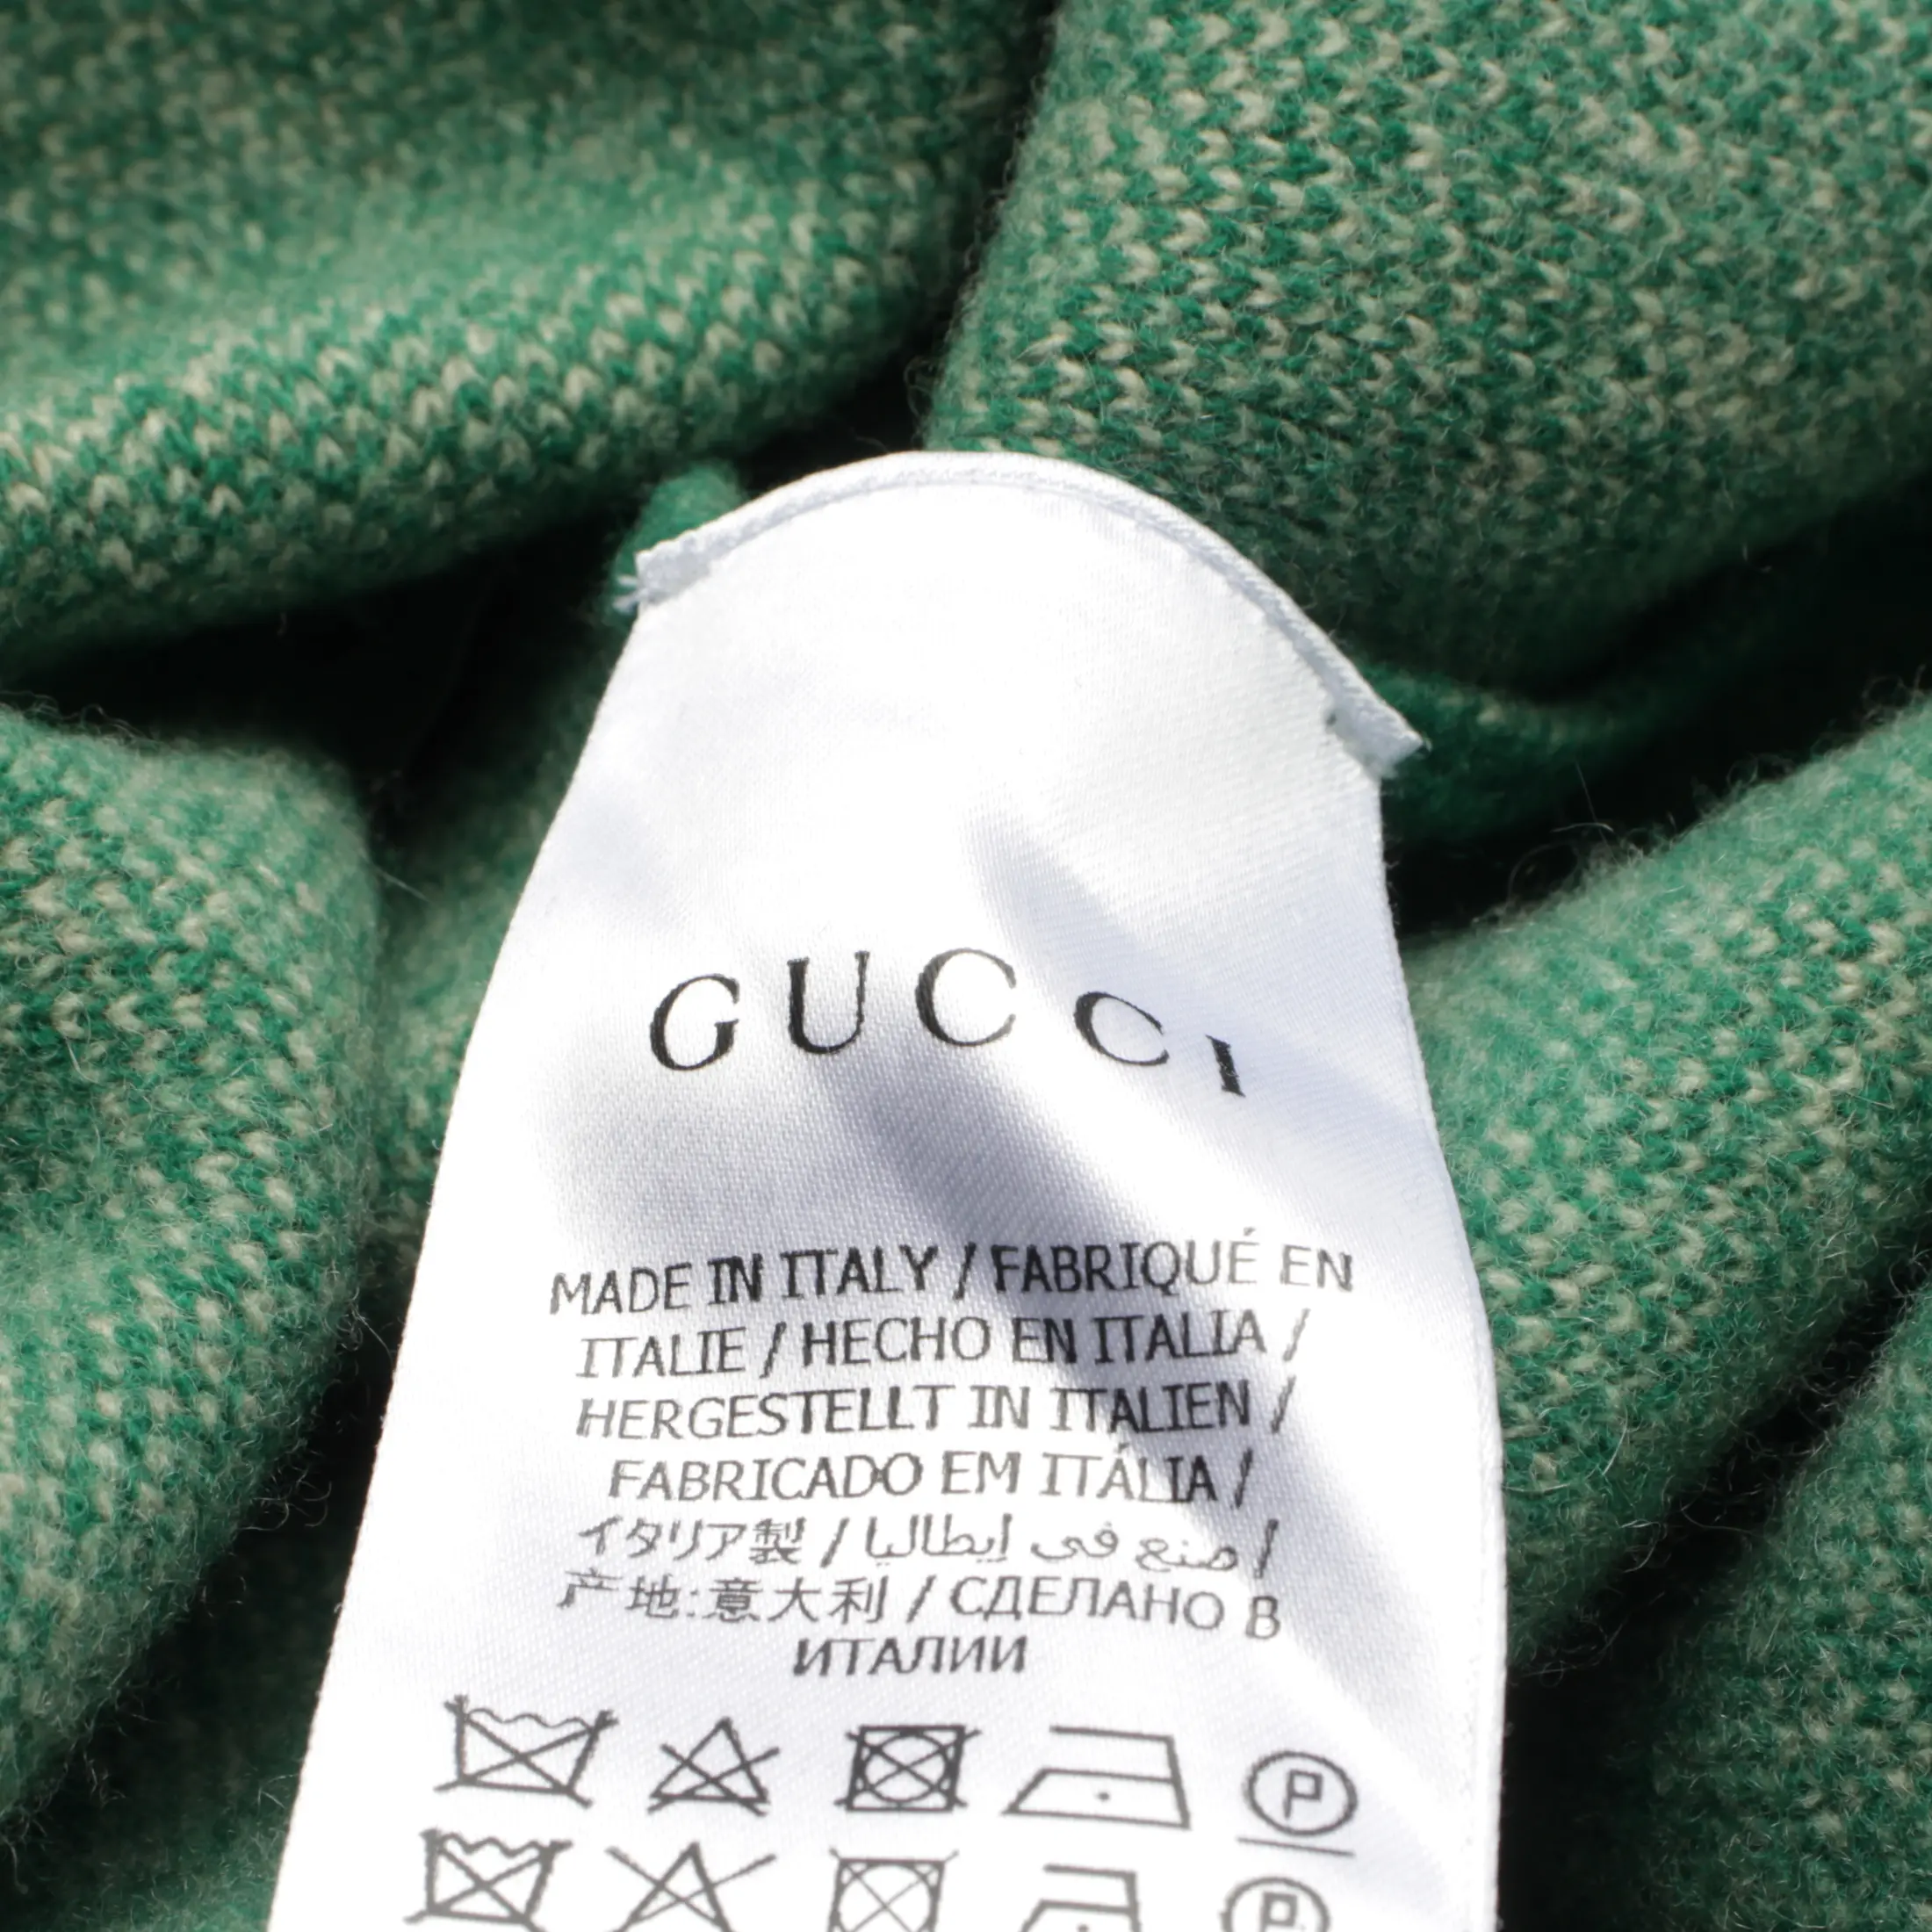 GUCCI
MADE IN ITALY / FABRIQUÉ EN
ITALIE / HECHO EN ITALIA /
HERGESTELLT IN ITALIEN /
FABRICADO EM ITÁLIA /
イタリア製 / صنع في إيطاليا /
产地:意大利 / СДЕЛАНО В
ИТАЛИИ
P
P